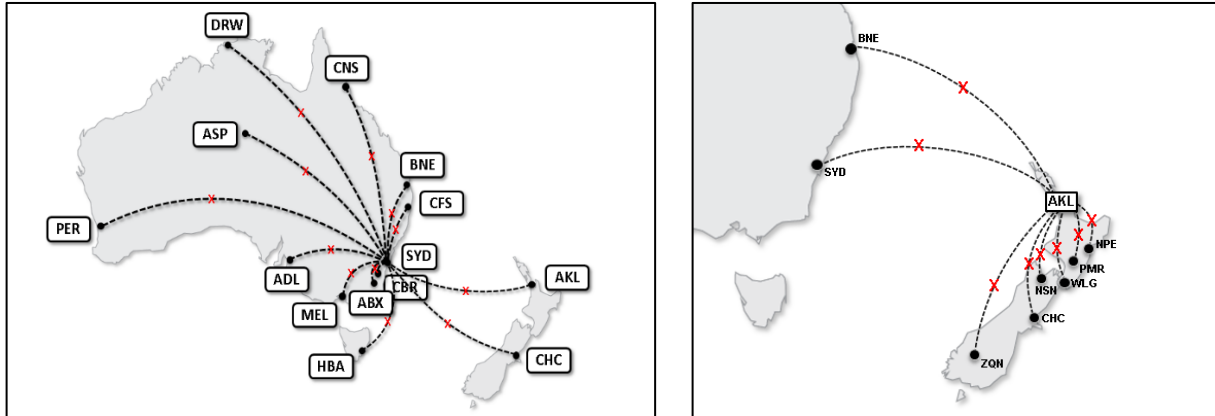 DRW
CNS
ASP
BNE
CFS
PER
SYD
ADL
AKL
CBR
ABX
MEL
HBA
CHC
BNE
SYD
AKL
NPE
PMR
NSN
WLG
CHC
ZQN